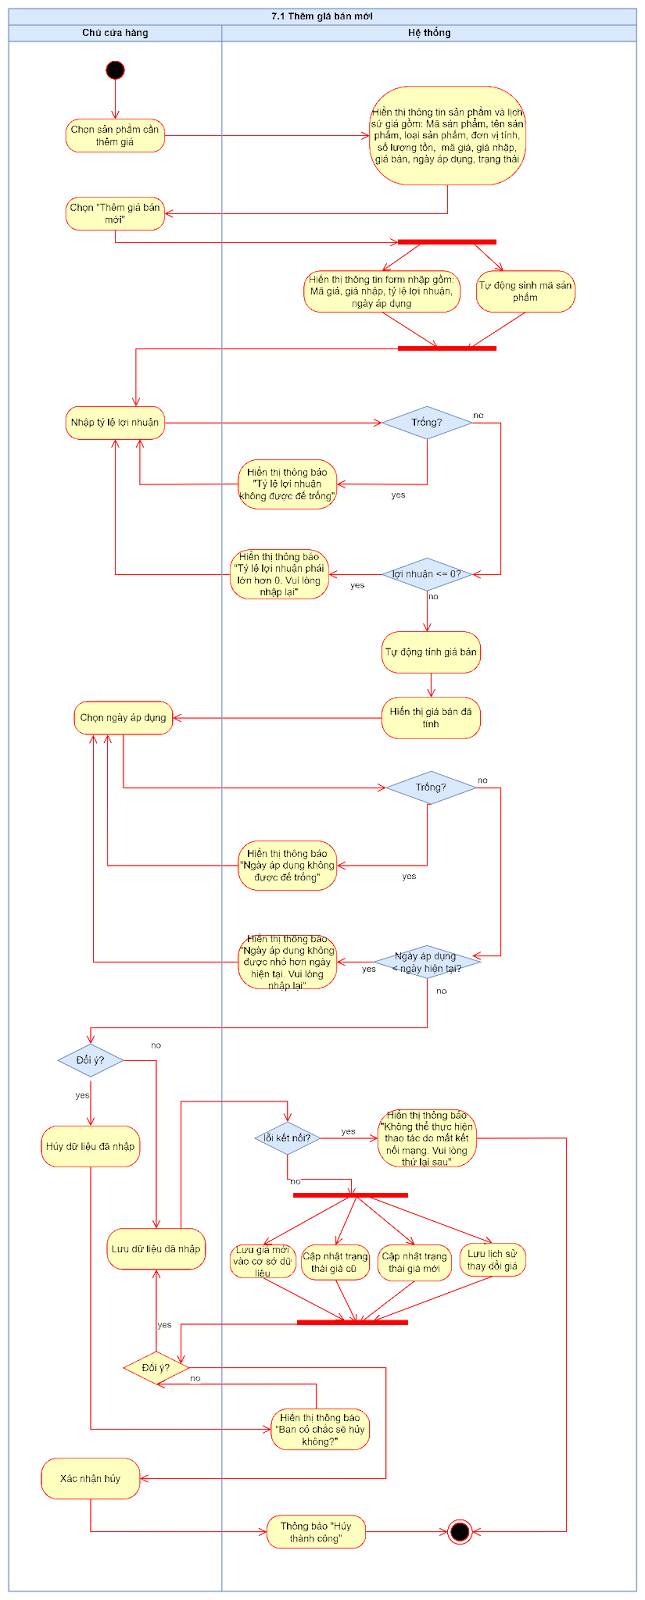 7.1 Thêm giá bán mới
Chủ cửa hàng
Hệ thống
Chọn sản phẩm cần
thêm giá
Hiển thị thông tin sản phẩm và lịch
sử giá gồm: Mã sản phẩm, tên sản
phẩm, loại sản phẩm, đơn vị tính,
số lượng tồn, mã giá, giá nhập,
giá bán, ngày áp dụng, trạng thái
Chọn "Thêm giá bán
mới"
Hiển thị thông tin form nhập gồm:
Mã giá, giá nhập, tỷ lệ lợi nhuận,
ngày áp dụng
Tự động sinh mã sản
phẩm
Nhập tỷ lệ lợi nhuận
Trống?
no
Hiển thị thông báo
"Tỷ lệ lợi nhuận
không được để trống"
yes
Hiển thị thông báo
"Tỷ lệ lợi nhuận phải
lớn hơn 0. Vui lòng
nhập lại"
yes
lợi nhuận <= 0?
no
Tự động tính giá bán
Hiển thị giá bán đã
tính
Chọn ngày áp dụng
Trống?
no
Hiển thị thông báo
"Ngày áp dụng không
được để trống"
yes
Hiển thị thông báo
"Ngày áp dụng không
được nhỏ hơn ngày
hiện tại. Vui lòng
nhập lại"
yes
Ngày áp dụng
< ngày hiện tại?
no
Đổi ý?
no
yes
Hủy dữ liệu đã nhập
lỗi kết nối?
yes
Hiển thị thông báo
"Không thể thực hiện
thao tác do mất kết
nối mạng. Vui lòng
thử lại sau"
no
Lưu dữ liệu đã nhập
Lưu giá mới
vào cơ sở dữ
liệu
Cập nhật trạng
thái giá cũ
Cập nhật trạng
thái giá mới
Lưu lịch sử
thay đổi giá
yes
Đổi ý?
no
Hiển thị thông báo
"Bạn có chắc sẽ hủy
không?"
Xác nhận hủy
Thông báo "Hủy
thành công"